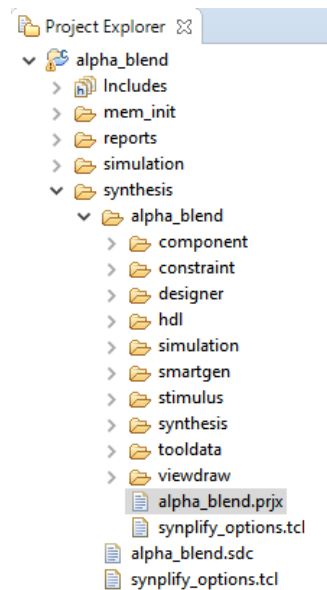 Project Explorer
alpha_blend
Includes
mem_init
reports
simulation
synthesis
alpha_blend
component
constraint
designer
hdl
simulation
smartgen
stimulus
synthesis
tooldata
viewdraw
alpha_blend.prjx
synplify_options.tcl
alpha_blend.sdc
synplify_options.tcl